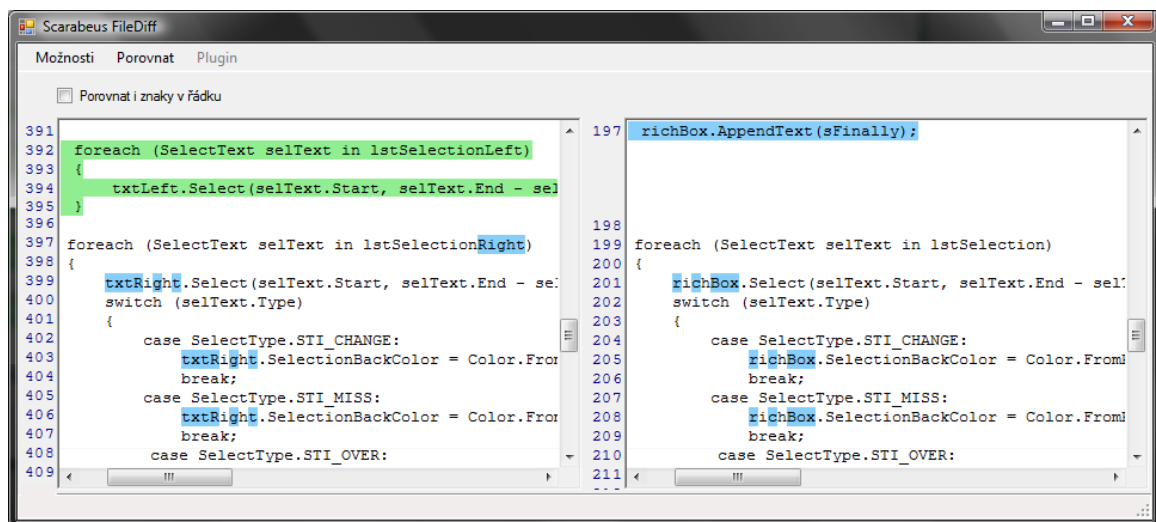 Scarabeus FileDiff
Možnosti Porovnat Plugin
Porovnat i znaky v řádku
391
392 foreach (SelectText selText in lstSelectionLeft)
393 {
394 txtLeft.Select(selText.Start, selText.End - sel
395 }
396
397 foreach (SelectText selText in lstSelectionRight)
398 {
399 txtRight.Select(selText.Start, selText.End - se
400 switch (selText.Type)
401 {
402 case SelectType.STI_CHANGE:
403 txtRight.SelectionBackColor = Color.From
404 break;
405 case SelectType.STI_MISS:
406 txtRight.SelectionBackColor = Color.From
407 break;
408 case SelectType.STI_OVER:
409
197 richBox.AppendText(sFinally);
198
199 foreach (SelectText selText in lstSelection)
200 {
201 richBox.Select(selText.Start, selText.End - sel
202 switch (selText.Type)
203 {
204 case SelectType.STI_CHANGE:
205 richBox.SelectionBackColor = Color.From
206 break;
207 case SelectType.STI_MISS:
208 richBox.SelectionBackColor = Color.From
209 break;
210 case SelectType.STI_OVER:
211